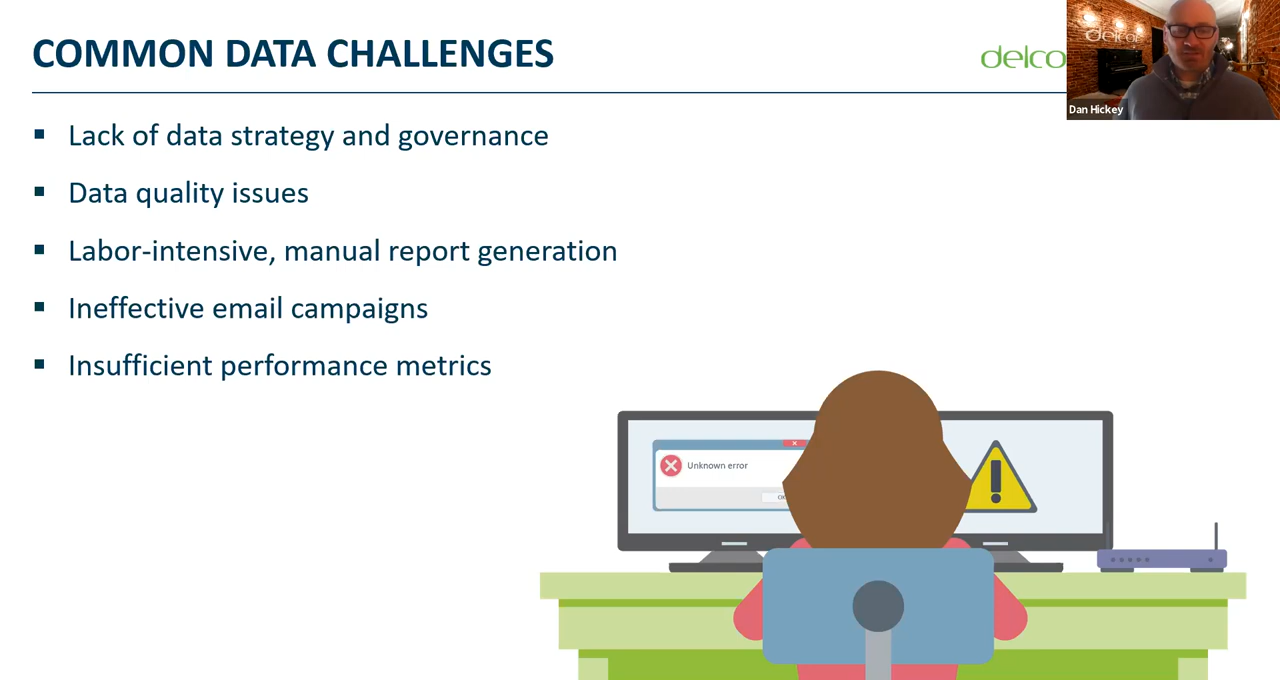 COMMON DATA CHALLENGES
delco
delcor
Dan Hickey
▪ Lack of data strategy and governance
▪ Data quality issues
▪ Labor-intensive, manual report generation
▪ Ineffective email campaigns
▪ Insufficient performance metrics
Unknown error